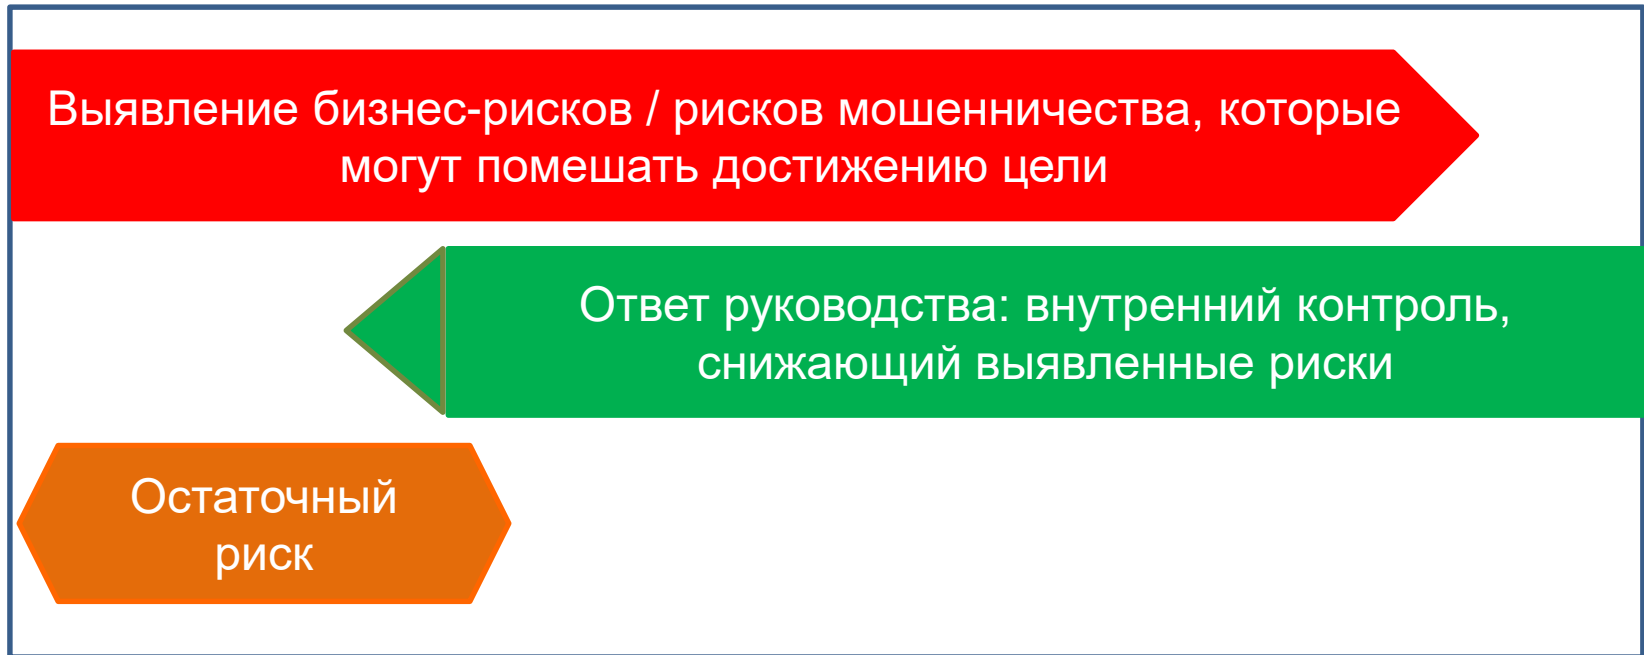 Выявление бизнес-рисков / рисков мошенничества, которые
могут помешать достижению цели
Ответ руководства: внутренний контроль,
снижающий выявленные риски
Остаточный
риск